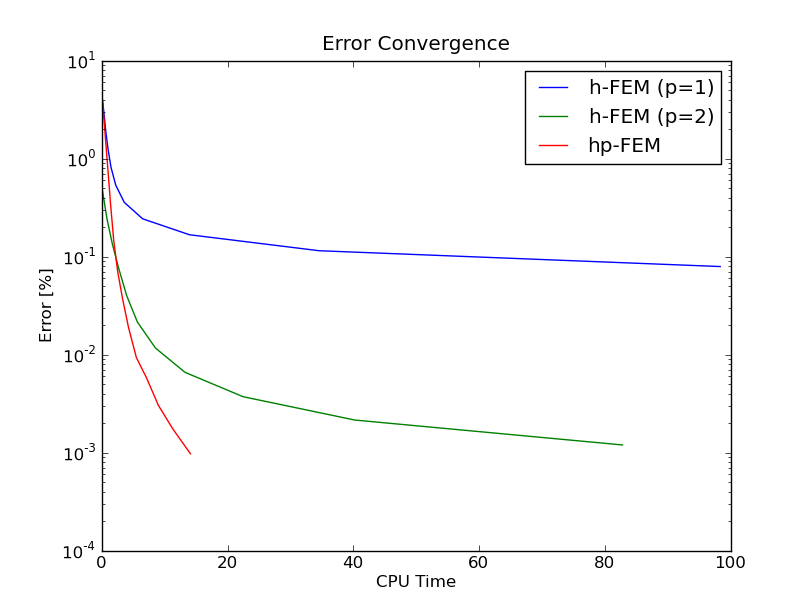 Error Convergence
10^1
10^0
10^-1
10^-2
10^-3
10^-4
Error [%]
h-FEM (p=1)
h-FEM (p=2)
hp-FEM
0 20 40 60 80 100
CPU Time